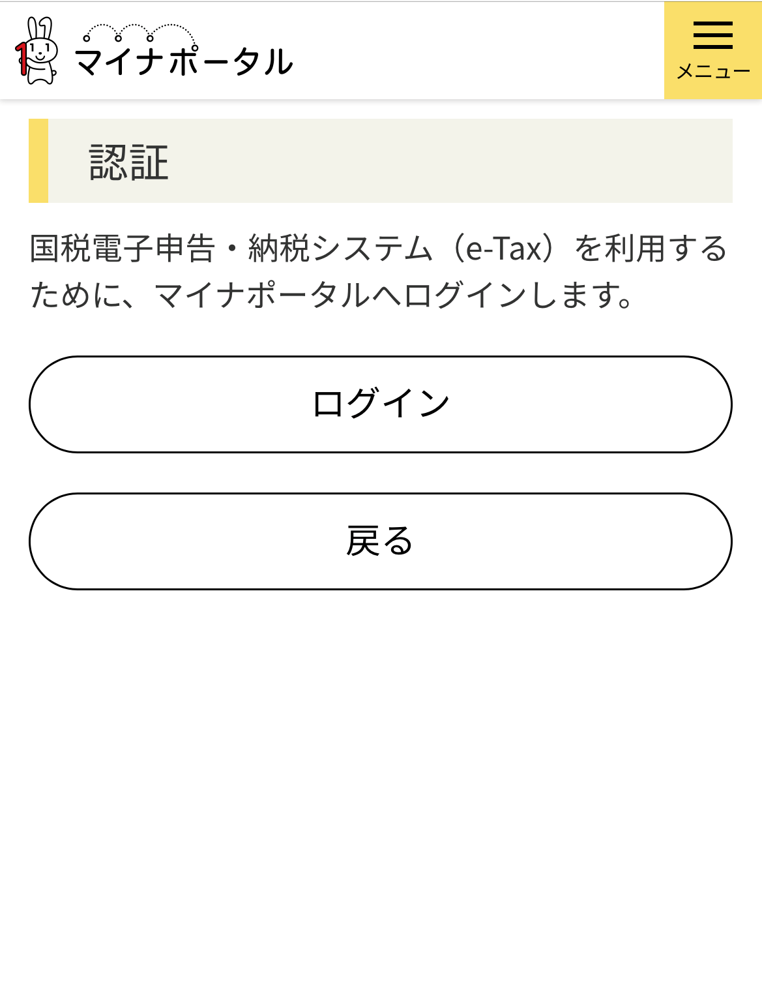 マイナポータル
メニュー
認証
国税電子申告・納税システム（e-Tax）を利用する
ために、マイナポータルへログインします。
ログイン
戻る